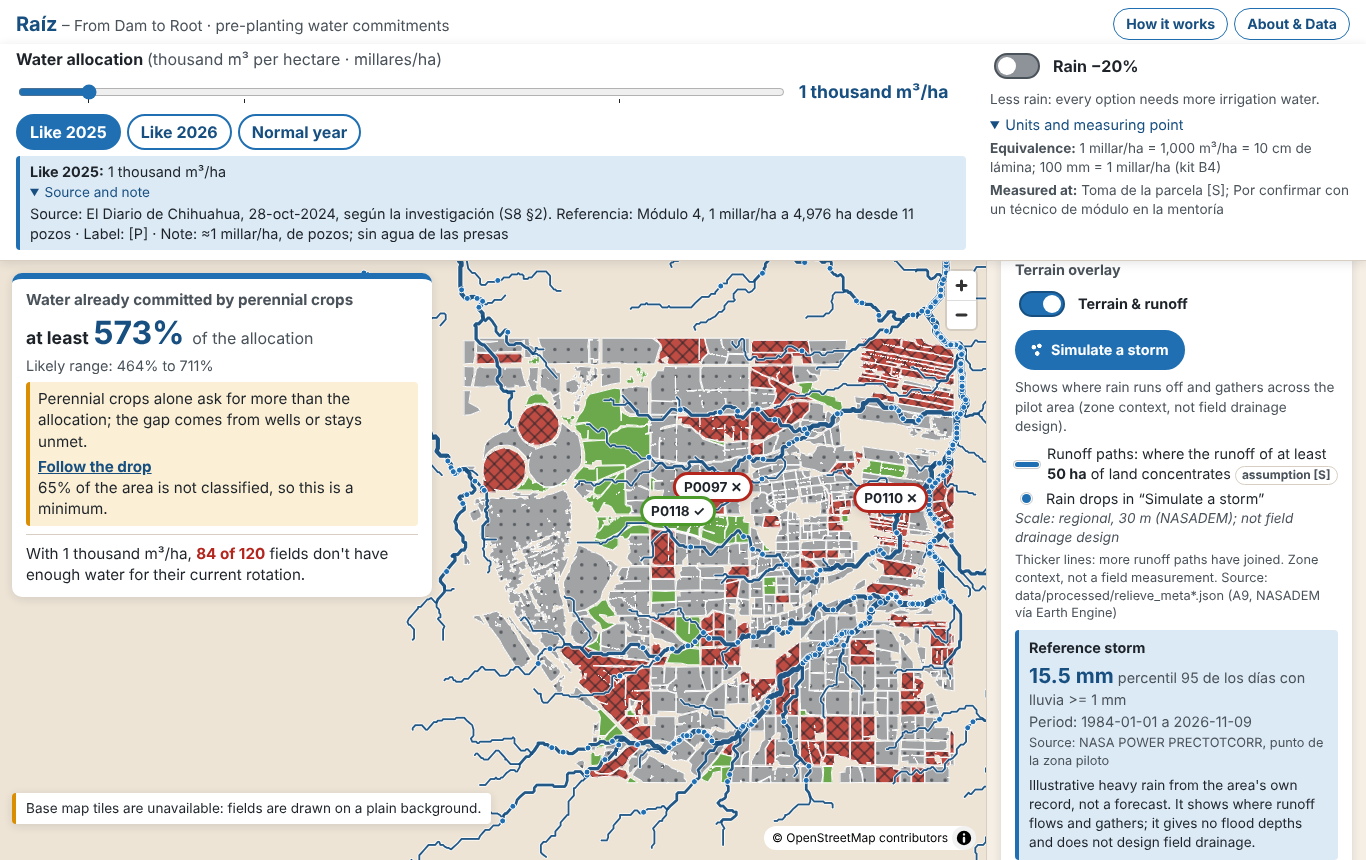 Raíz – From Dam to Root · pre-planting water commitments
How it works
About & Data
Water allocation (thousand m³ per hectare · millares/ha)
1 thousand m³/ha
Like 2025
Like 2026
Normal year
Like 2025: 1 thousand m³/ha
▼ Source and note
Source: El Diario de Chihuahua, 28-oct-2024, según la investigación (S8 §2). Referencia: Módulo 4, 1 millar/ha a 4,976 ha desde 11
pozos · Label: [P] · Note: ≈1 millar/ha, de pozos; sin agua de las presas
Rain −20%
Less rain: every option needs more irrigation water.
▼ Units and measuring point
Equivalence: 1 millar/ha = 1,000 m³/ha = 10 cm de
lámina; 100 mm = 1 millar/ha (kit B4)
Measured at: Toma de la parcela [S]; Por confirmar con
un técnico de módulo en la mentoría
Water already committed by perennial crops
at least 573% of the allocation
Likely range: 464% to 711%
Perennial crops alone ask for more than the
allocation; the gap comes from wells or stays
unmet.
Follow the drop
65% of the area is not classified, so this is a
minimum.
With 1 thousand m³/ha, 84 of 120 fields don't have
enough water for their current rotation.
+
−
P0097 ✕
P0118 ✓
P0110 ✕
Base map tiles are unavailable: fields are drawn on a plain background.
© OpenStreetMap contributors
Terrain overlay
Terrain & runoff
Simulate a storm
Shows where rain runs off and gathers across the
pilot area (zone context, not field drainage
design).
Runoff paths: where the runoff of at least
50 ha of land concentrates assumption [S]
Rain drops in “Simulate a storm”
Scale: regional, 30 m (NASADEM); not field
drainage design
Thicker lines: more runoff paths have joined. Zone
context, not a field measurement. Source:
data/processed/relieve_meta*.json (A9, NASADEM
vía Earth Engine)
Reference storm
15.5 mm percentil 95 de los días con
lluvia >= 1 mm
Period: 1984-01-01 a 2026-11-09
Source: NASA POWER PRECTOTCORR, punto de
la zona piloto
Illustrative heavy rain from the area's own
record, not a forecast. It shows where runoff
flows and gathers; it gives no flood depths
and does not design field drainage.